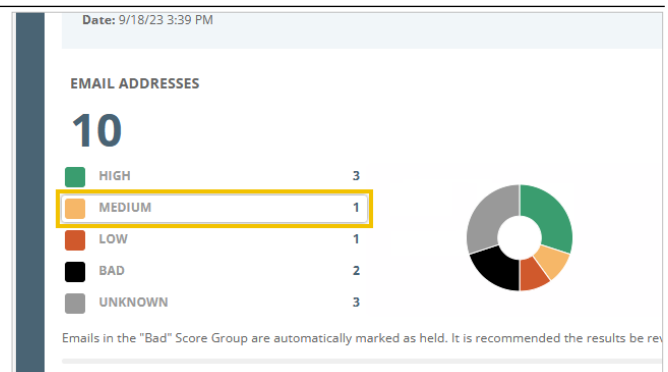 Date: 9/18/23 3:39 PM
EMAIL ADDRESSES
10
HIGH 3
MEDIUM 1
LOW 1
BAD 2
UNKNOWN 3
Emails in the "Bad" Score Group are automatically marked as held. It is recommended the results be